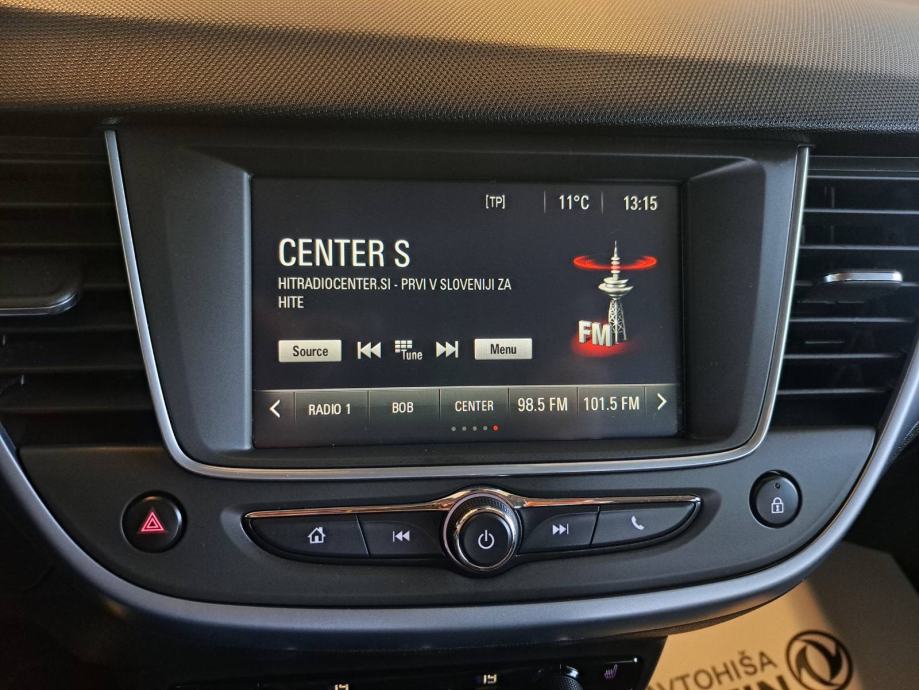 [TP] 11°C 13:15
CENTER S
HITRADIOCENTER.SI - PRVI V SLOVENIJI ZA
HITE
FM
Source Tune Menu
RADIO 1 BOB CENTER 98.5 FM 101.5 FM
AVTOHIŠA